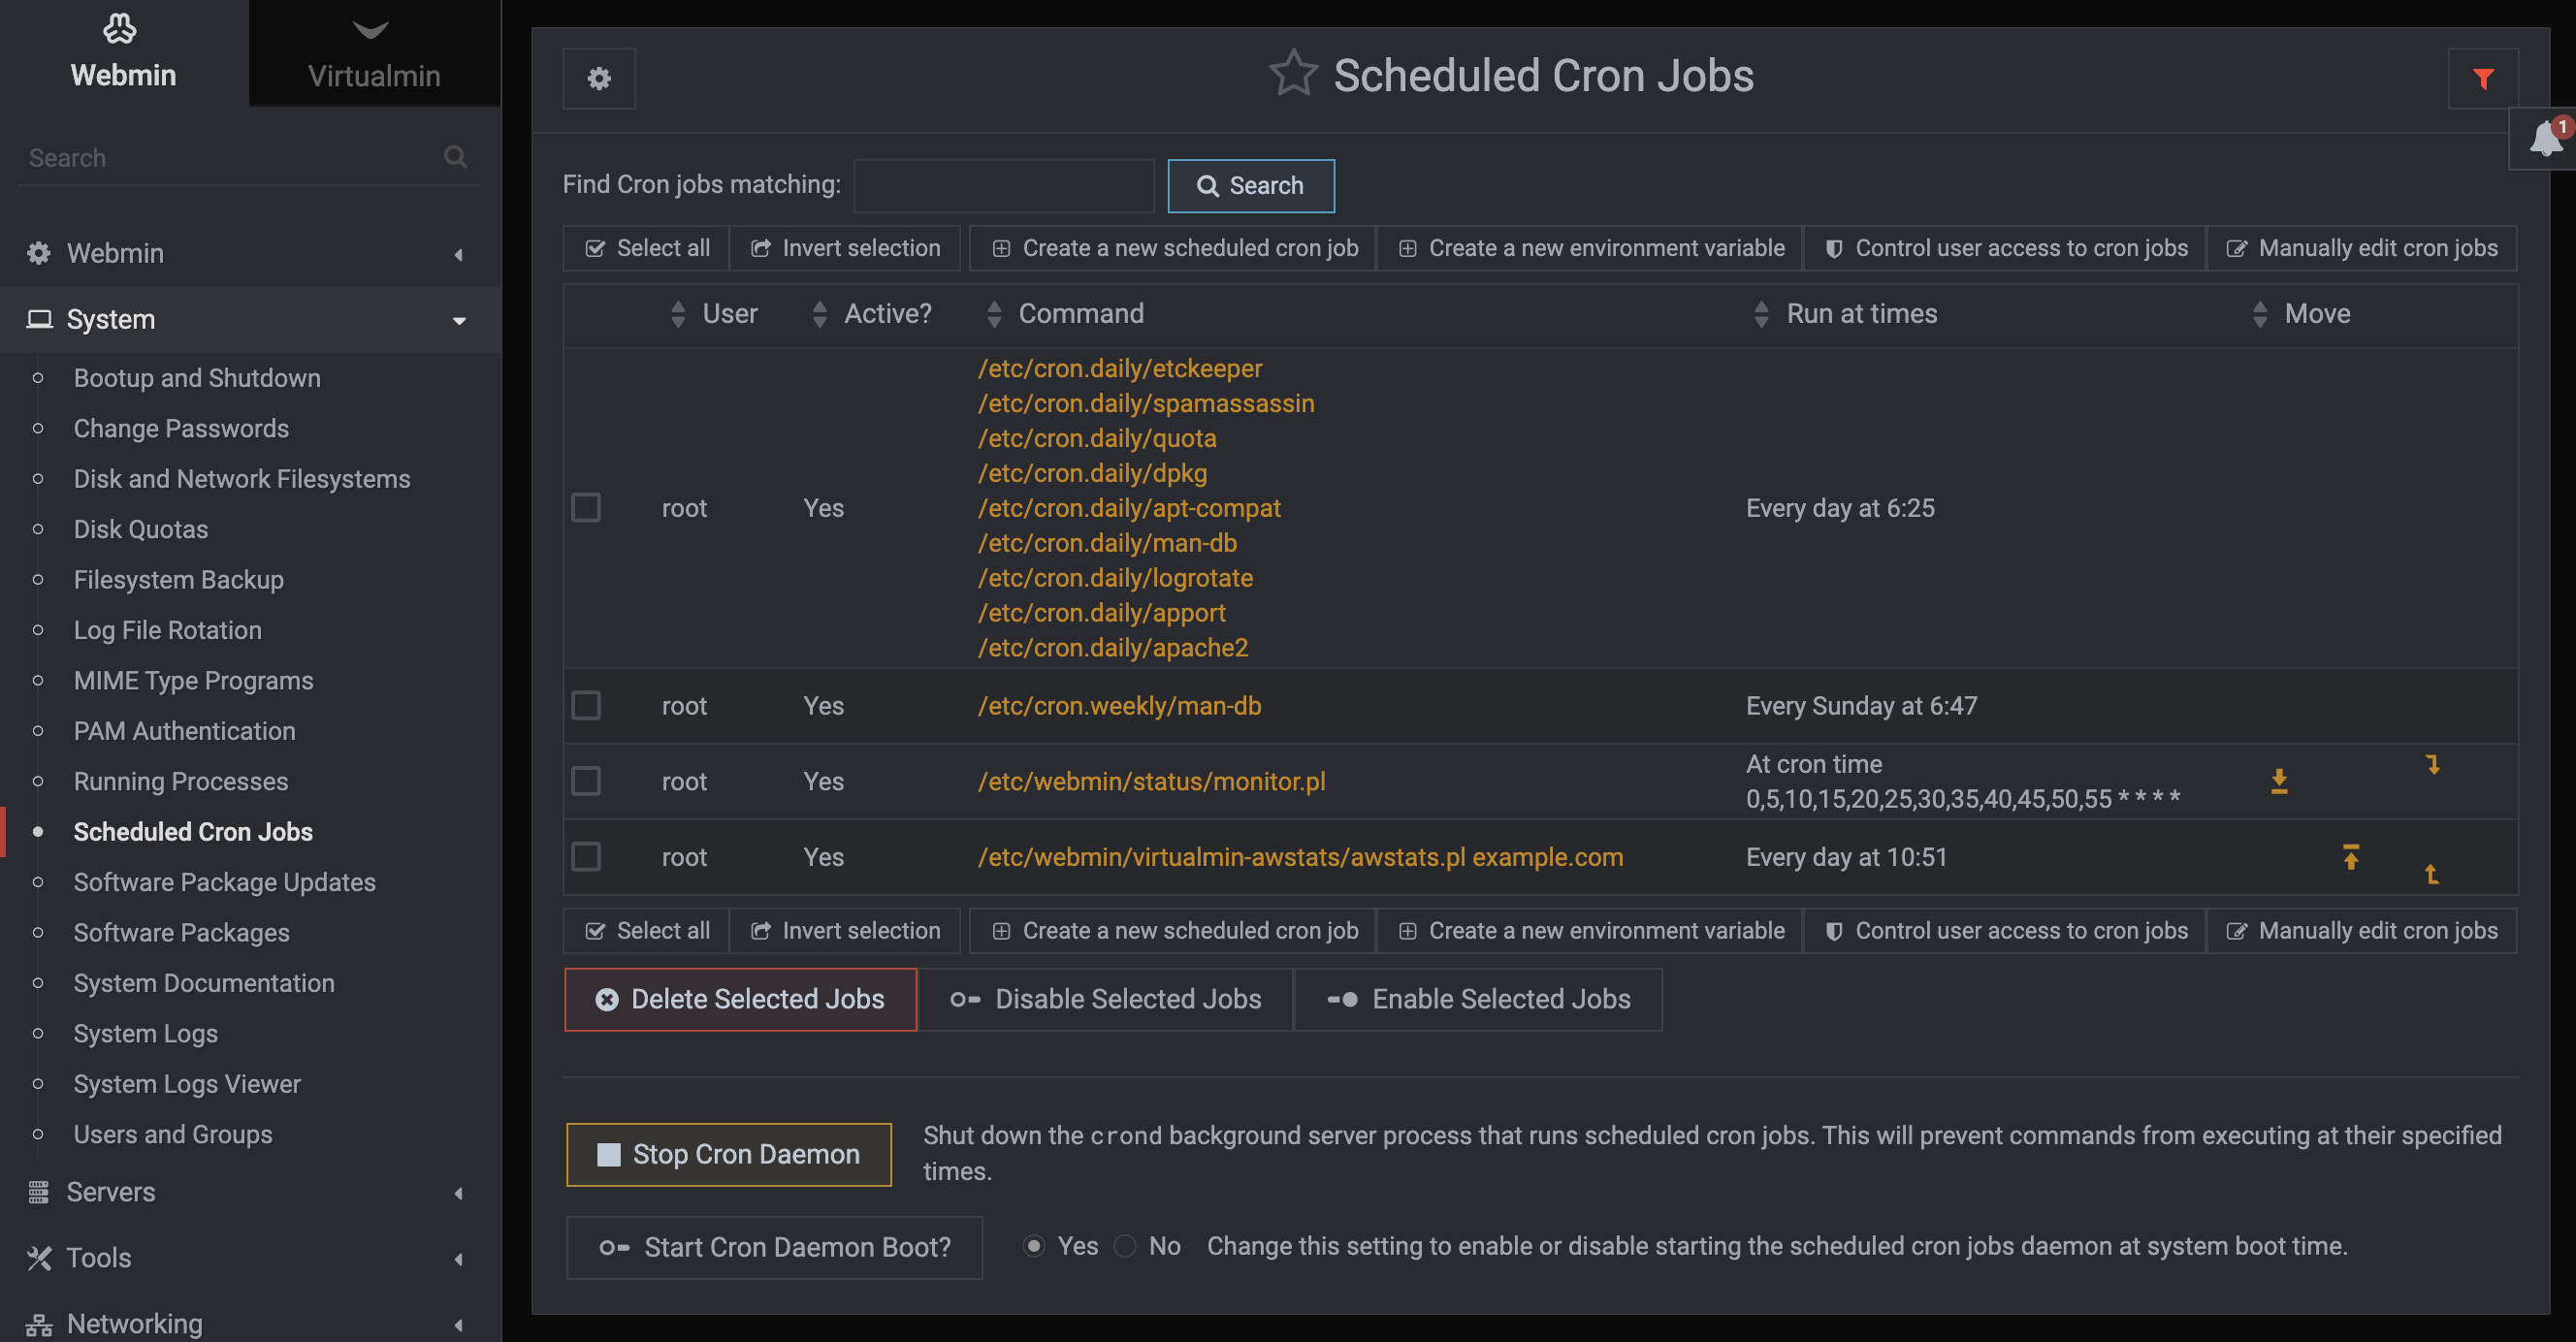 Webmin
Virtualmin
Search
Webmin
System
Bootup and Shutdown
Change Passwords
Disk and Network Filesystems
Disk Quotas
Filesystem Backup
Log File Rotation
MIME Type Programs
PAM Authentication
Running Processes
Scheduled Cron Jobs
Software Package Updates
Software Packages
System Documentation
System Logs
System Logs Viewer
Users and Groups
Servers
Tools
Networking
Scheduled Cron Jobs
1
Find Cron jobs matching: Search
Select all Invert selection Create a new scheduled cron job Create a new environment variable Control user access to cron jobs Manually edit cron jobs
User Active? Command Run at times Move
/etc/cron.daily/etckeeper
/etc/cron.daily/spamassassin
/etc/cron.daily/quota
/etc/cron.daily/dpkg
root Yes /etc/cron.daily/apt-compat Every day at 6:25
/etc/cron.daily/man-db
/etc/cron.daily/logrotate
/etc/cron.daily/apport
/etc/cron.daily/apache2
root Yes /etc/cron.weekly/man-db Every Sunday at 6:47
root Yes /etc/webmin/status/monitor.pl At cron time
0,5,10,15,20,25,30,35,40,45,50,55 * * * *
root Yes /etc/webmin/virtualmin-awstats/awstats.pl example.com Every day at 10:51
Select all Invert selection Create a new scheduled cron job Create a new environment variable Control user access to cron jobs Manually edit cron jobs
Delete Selected Jobs Disable Selected Jobs Enable Selected Jobs
Stop Cron Daemon Shut down the crond background server process that runs scheduled cron jobs. This will prevent commands from executing at their specified
times.
Start Cron Daemon Boot? Yes No Change this setting to enable or disable starting the scheduled cron jobs daemon at system boot time.